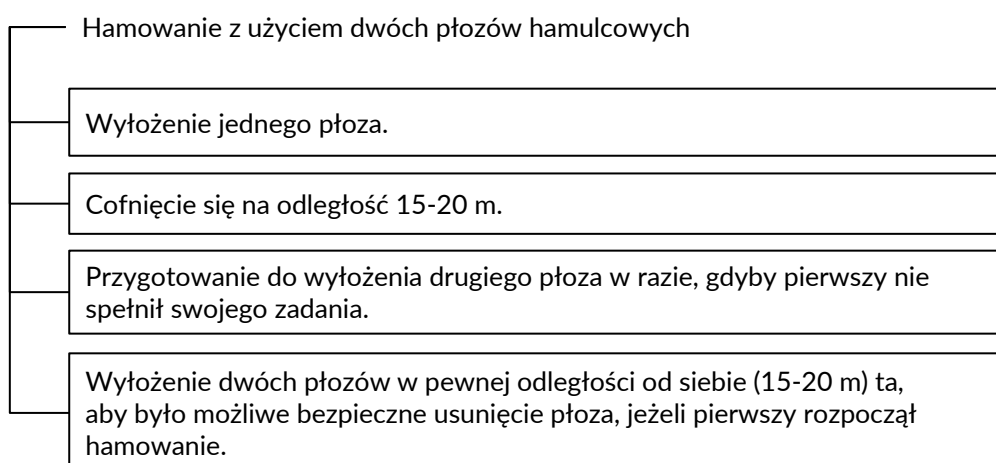 Hamowanie z użyciem dwóch płozów hamulcowych
Wyłożenie jednego płoza.
Cofnięcie się na odległość 15-20 m.
Przygotowanie do wyłożenia drugiego płoza w razie, gdyby pierwszy nie
spełnił swojego zadania.
Wyłożenie dwóch płozów w pewnej odległości od siebie (15-20 m) ta,
aby było możliwe bezpieczne usunięcie płoza, jeżeli pierwszy rozpoczął
hamowanie.